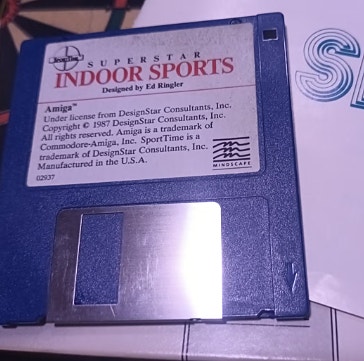 SportTime
SUPERSTAR
INDOOR SPORTS
Designed by Ed Ringler
Amiga™
Under license from DesignStar Consultants, Inc.
Copyright © 1987 DesignStar Consultants, Inc.
All rights reserved. Amiga is a trademark of
Commodore-Amiga, Inc. SportTime is a
trademark of DesignStar Consultants, Inc.
Manufactured in the U.S.A.
02937
MINDSCAPE